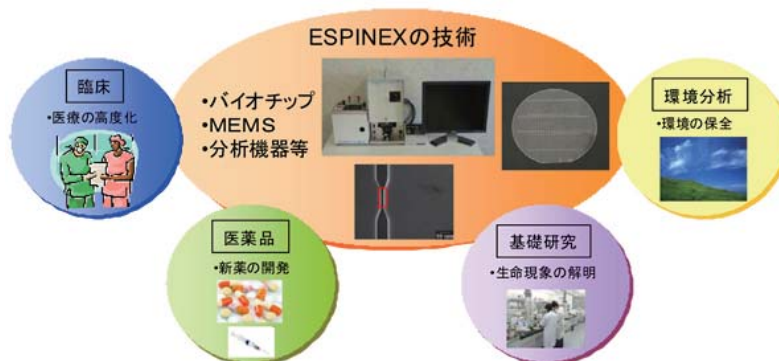 ESPINEXの技術
・バイオチップ
・MEMS
・分析機器等
臨床
・医療の高度化
環境分析
・環境の保全
医薬品
・新薬の開発
基礎研究
・生命現象の解明